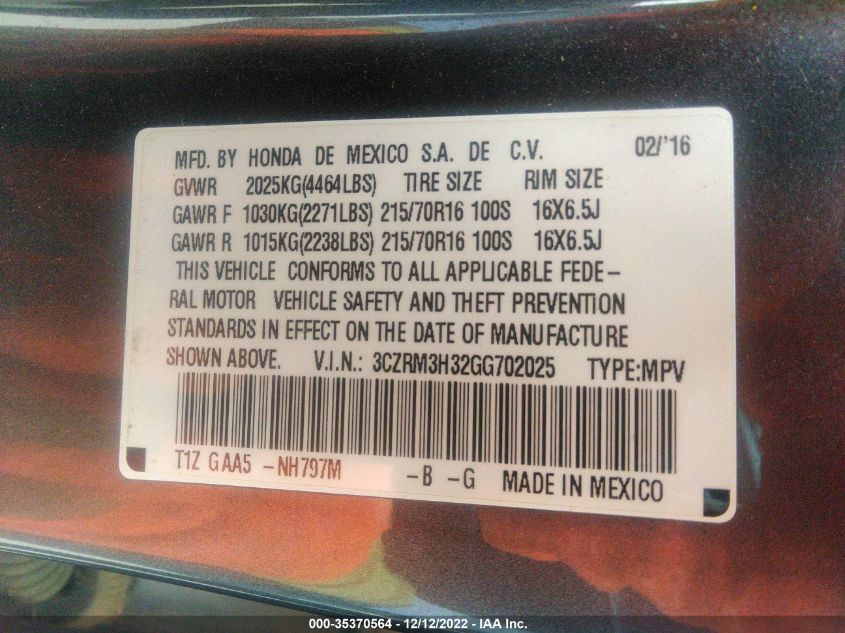 MFD. BY HONDA DE MEXICO S.A. DE C.V. 02/'16
GVWR 2025KG(4464LBS) TIRE SIZE RIM SIZE
GAWR F 1030KG(2271LBS) 215/70R16 100S 16X6.5J
GAWR R 1015KG(2238LBS) 215/70R16 100S 16X6.5J
THIS VEHICLE CONFORMS TO ALL APPLICABLE FEDE-
RAL MOTOR VEHICLE SAFETY AND THEFT PREVENTION
STANDARDS IN EFFECT ON THE DATE OF MANUFACTURE
SHOWN ABOVE. V.I.N.: 3CZRM3H32GG702025 TYPE:MPV
T1Z GAA5 -NH797M -B -G MADE IN MEXICO
000-35370564 - 12/12/2022 - IAA Inc.